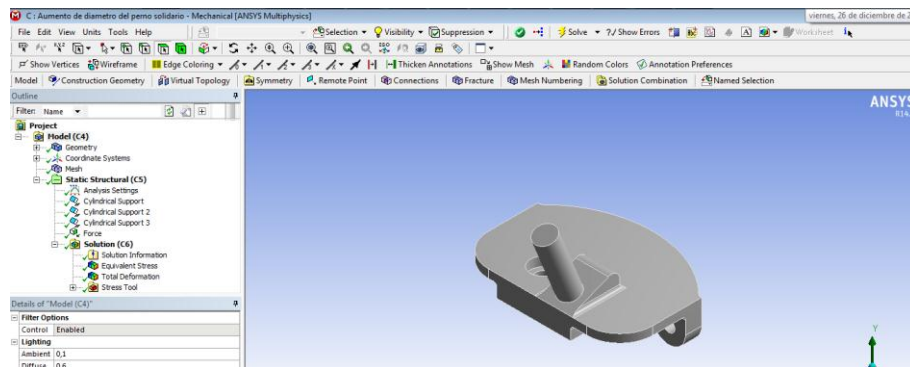 C : Aumento de diametro del perno solidario - Mechanical [ANSYS Multiphysics]
viernes, 26 de diciembre de 2
File Edit View Units Tools Help
Selection Visibility Suppression Solve ?/ Show Errors Worksheet
Show Vertices Wireframe Edge Coloring Thicken Annotations Show Mesh Random Colors Annotation Preferences
Model Construction Geometry Virtual Topology Symmetry Remote Point Connections Fracture Mesh Numbering Solution Combination Named Selection
Outline
Filter: Name
Project
Model (C4)
Geometry
Coordinate Systems
Mesh
Static Structural (C5)
Analysis Settings
Cylindrical Support
Cylindrical Support 2
Cylindrical Support 3
Force
Solution (C6)
Solution Information
Equivalent Stress
Total Deformation
Stress Tool
Details of "Model (C4)"
Filter Options
Control Enabled
Lighting
Ambient 0,1
Diffuse 0,6
ANSYS
Y